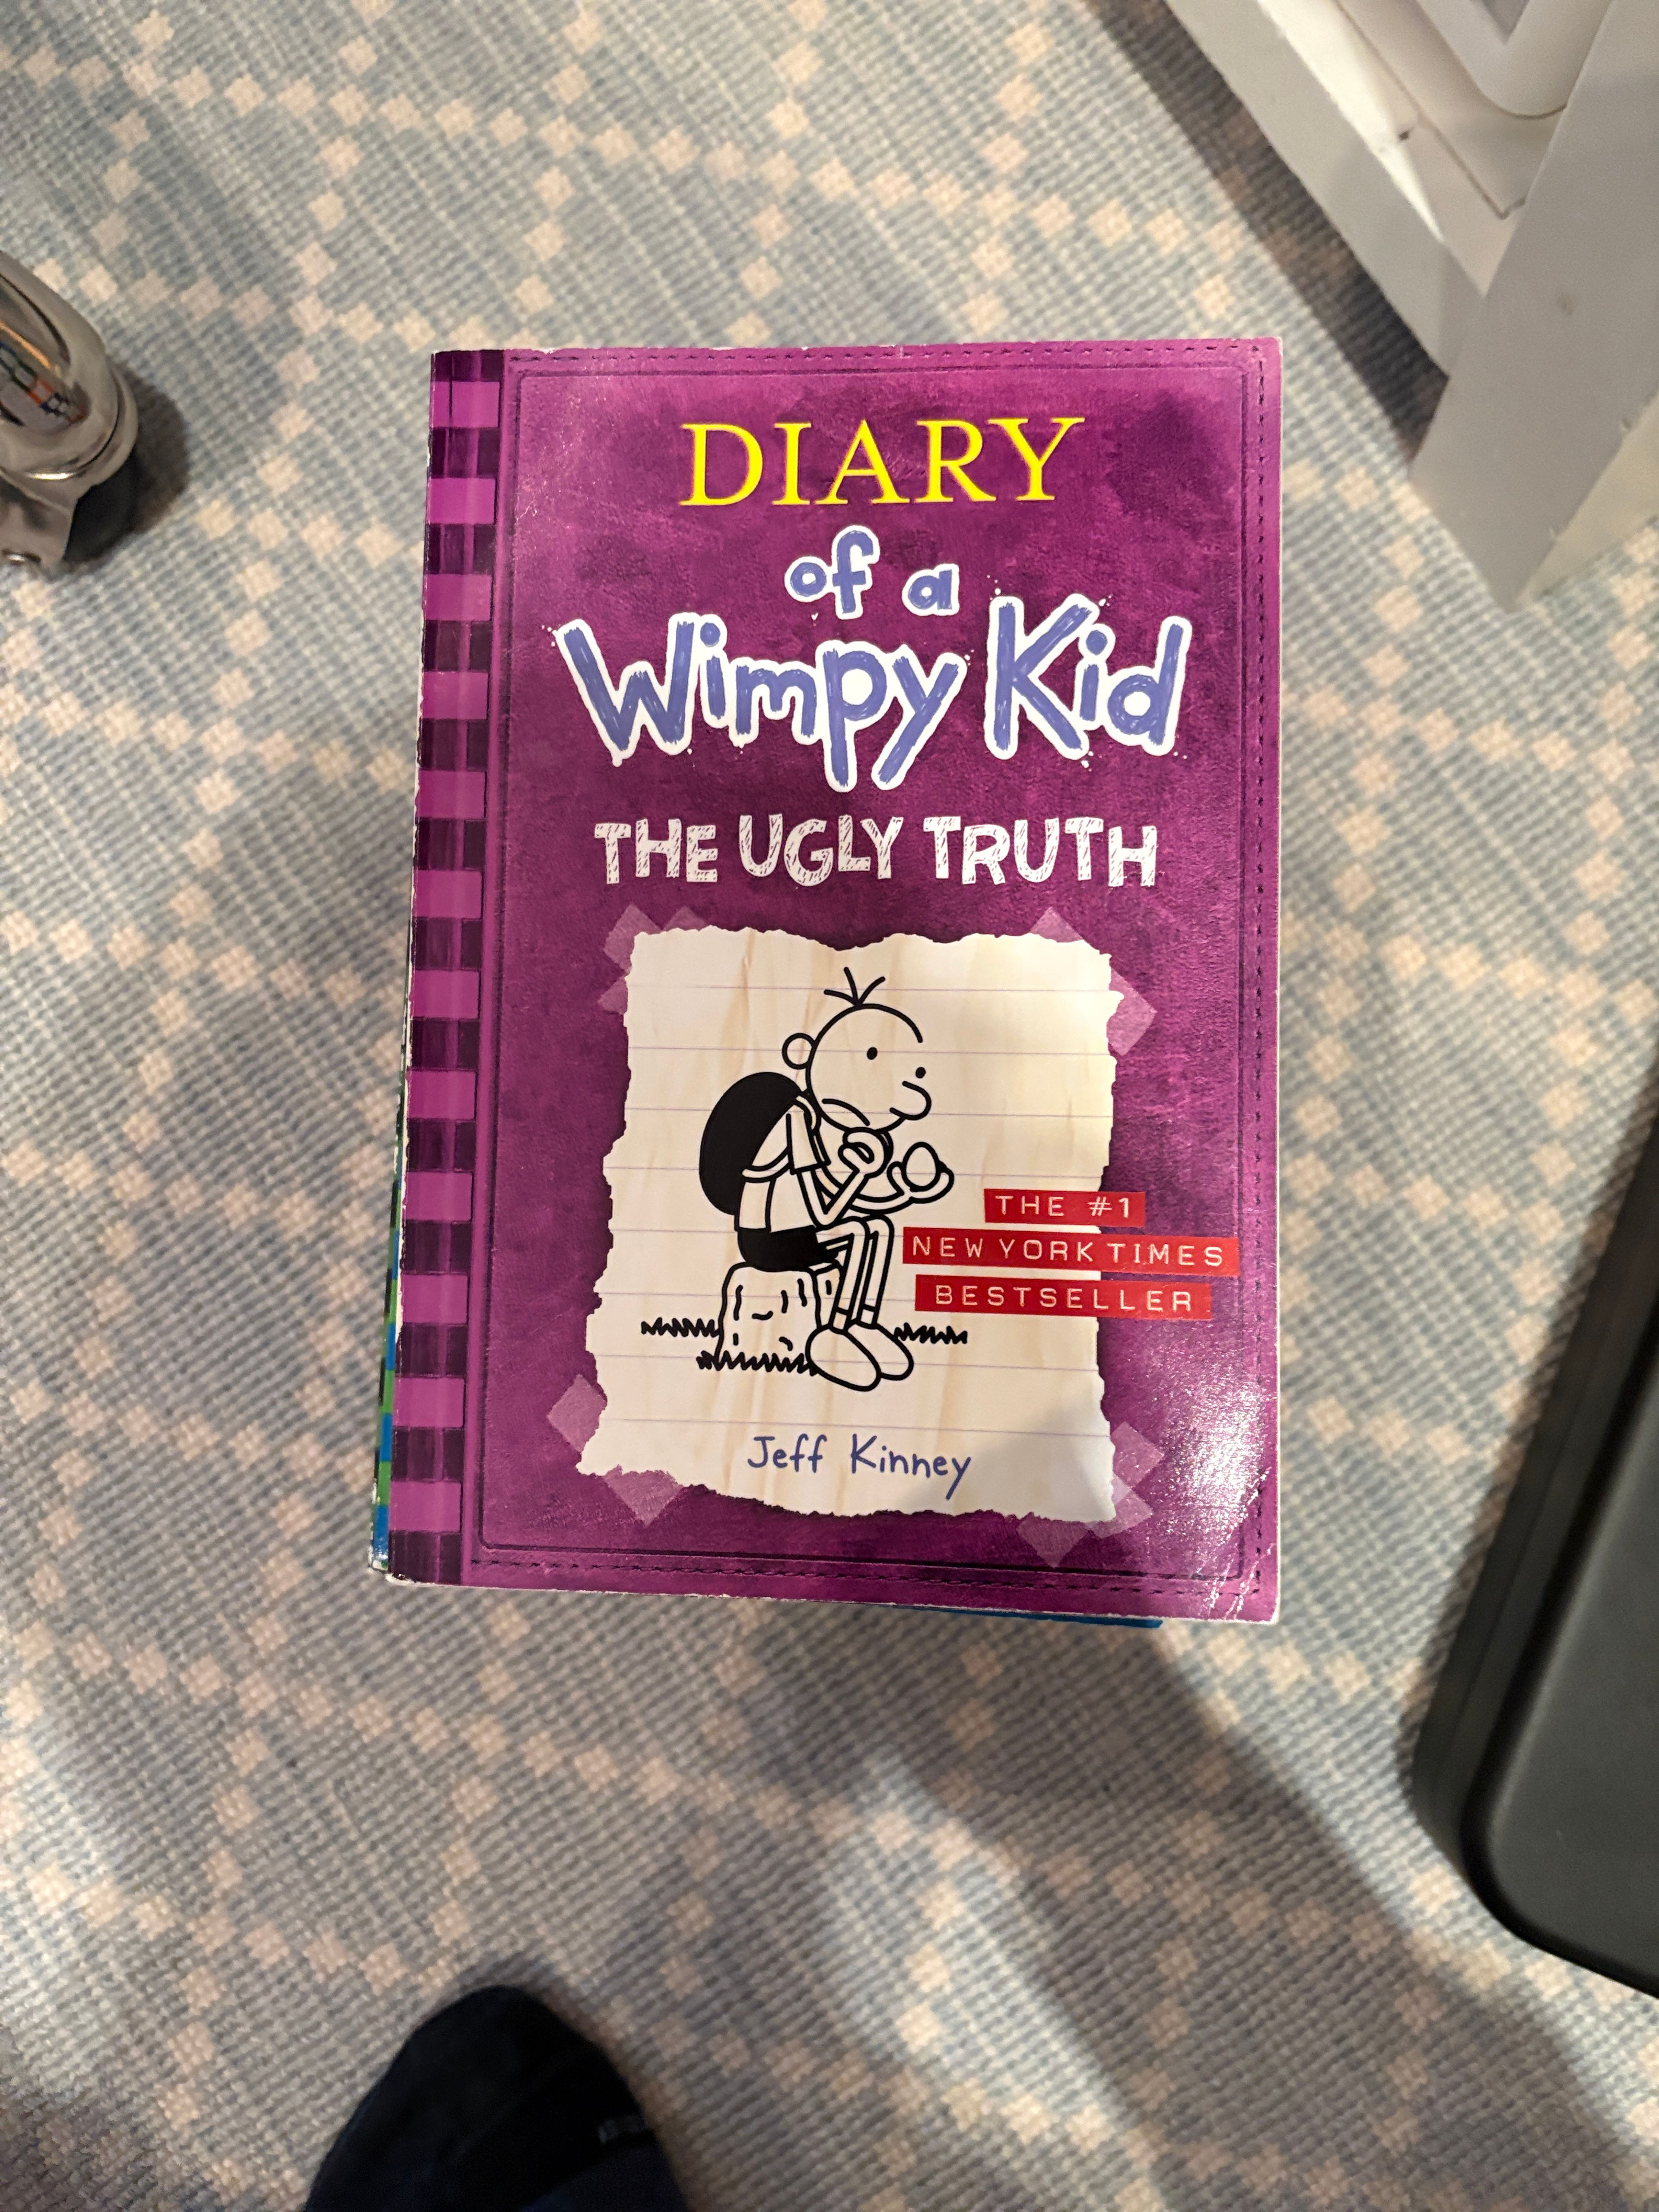 DIARY
of a
Wimpy Kid
THE UGLY TRUTH
THE #1
NEW YORK TIMES
BESTSELLER
Jeff Kinney